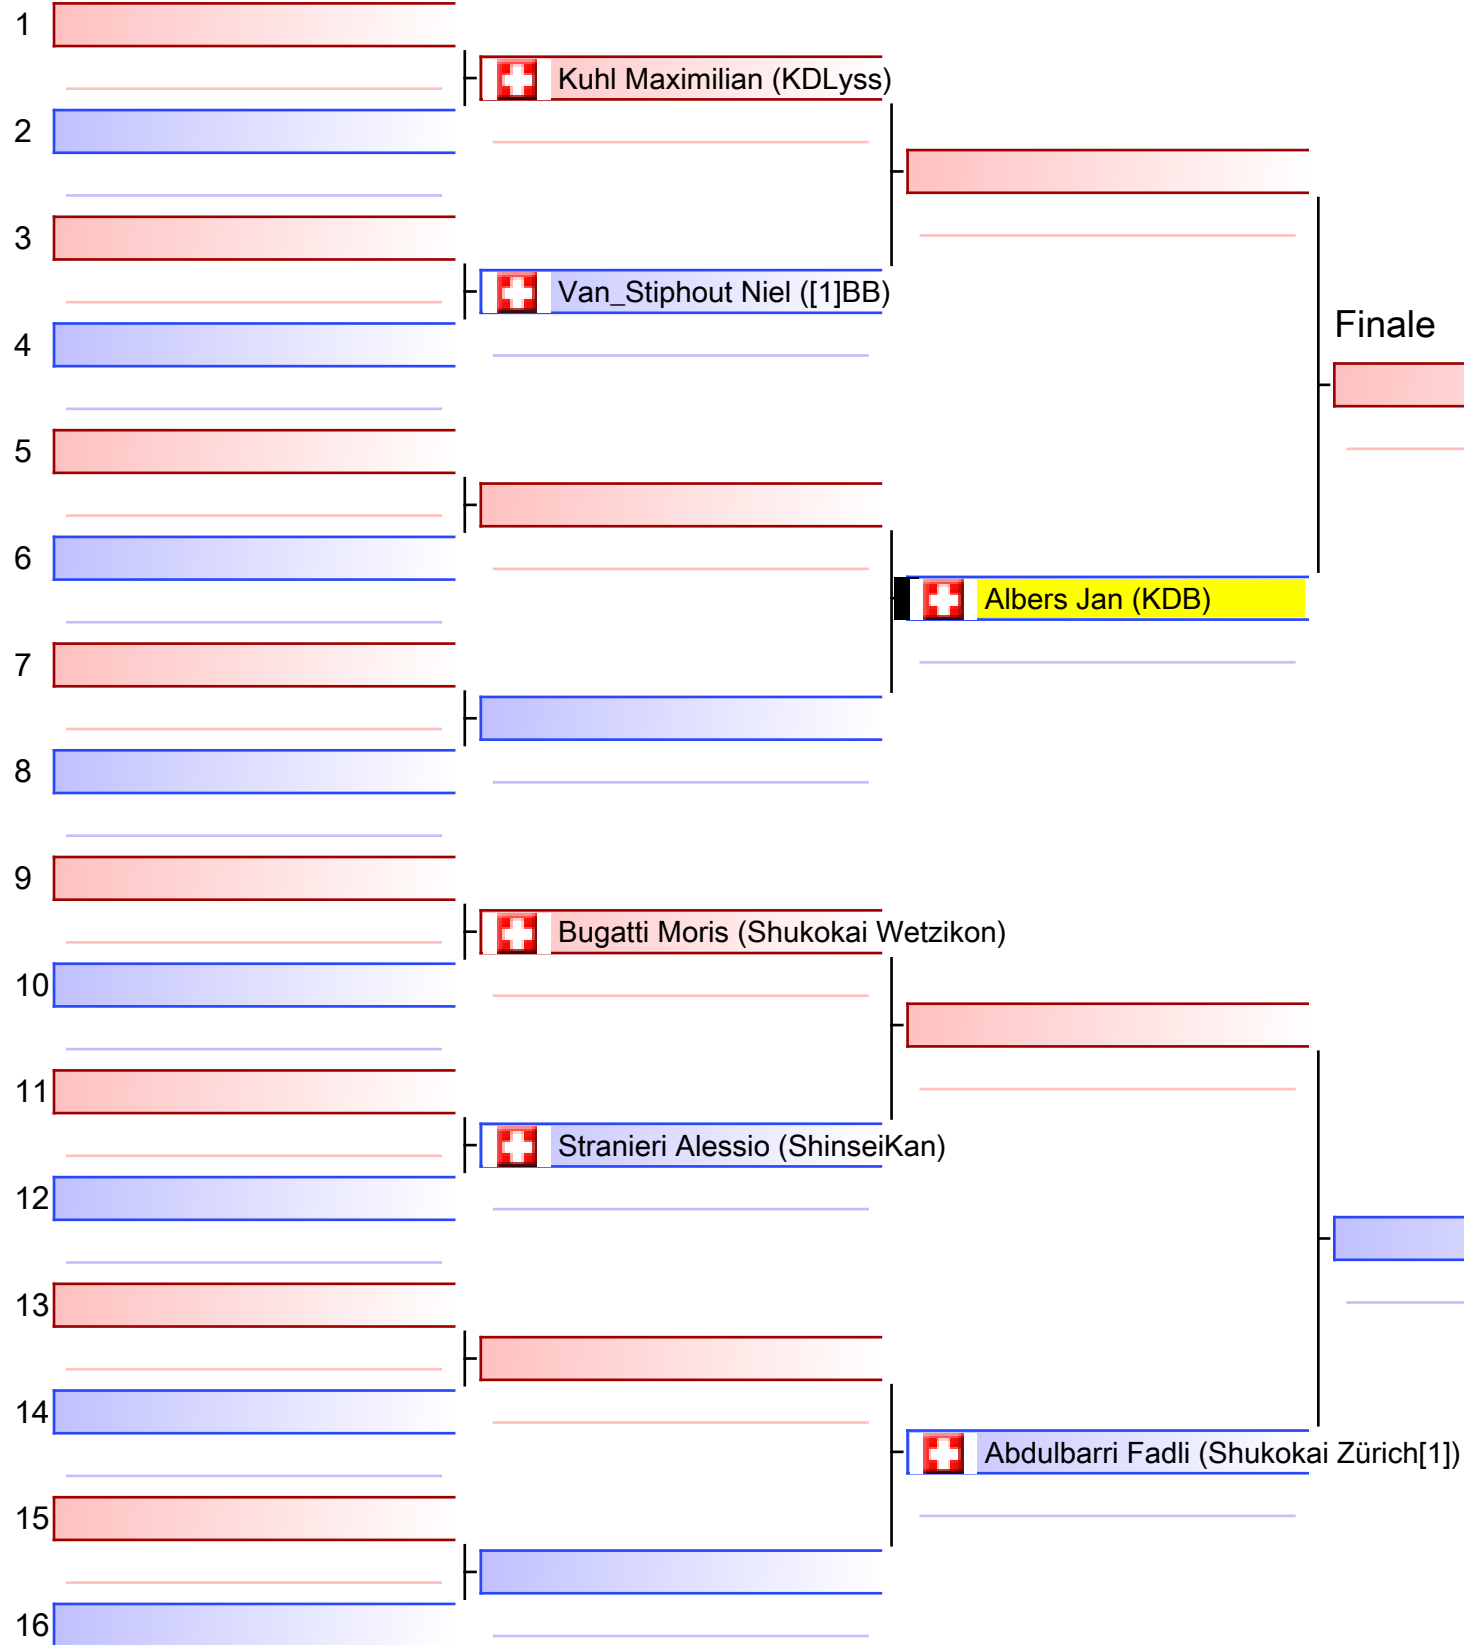 1
Kuhl Maximilian (KDLyss)
2
3
Van_Stiphout Niel ([1]BB)
4
Finale
5
6
Albers Jan (KDB)
7
8
9
Bugatti Moris (Shukokai Wetzikon)
10
11
Stranieri Alessio (ShinseiKan)
12
13
14
Abdulbarri Fadli (Shukokai Zürich[1])
15
16